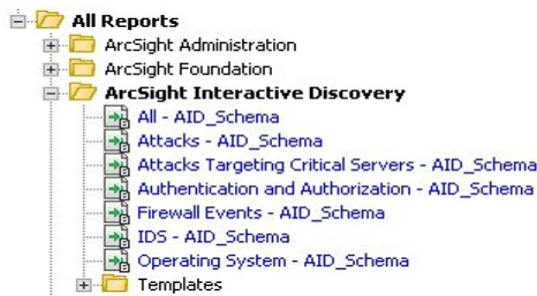 All Reports
ArcSight Administration
ArcSight Foundation
ArcSight Interactive Discovery
All - AID_Schema
Attacks - AID_Schema
Attacks Targeting Critical Servers - AID_Schema
Authentication and Authorization - AID_Schema
Firewall Events - AID_Schema
IDS - AID_Schema
Operating System - AID_Schema
Templates